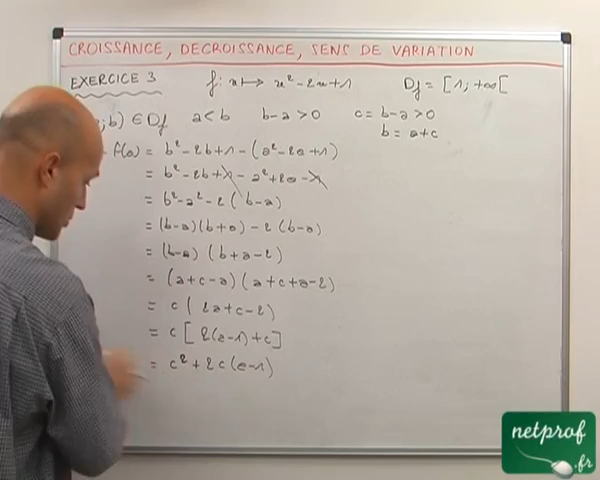 CROISSANCE, DECROISSANCE, SENS DE VARIATION
EXERCICE 3 f: x ⟼ x² - 2x + 1 Df = [1; +∞[
; b) ∈ Df a < b b - a > 0 c = b - a > 0
b = a + c
f(a) = b² - 2b + 1 - (a² - 2a + 1)
= b² - 2b + 1 - a² + 2a - 1
= b² - a² - 2(b - a)
= (b - a)(b + a) - 2(b - a)
= (b - a)(b + a - 2)
= (a + c - a)(a + c + a - 2)
= c(2a + c - 2)
= c[2(a - 1) + c]
= c² + 2c(a - 1)
netprof
.fr